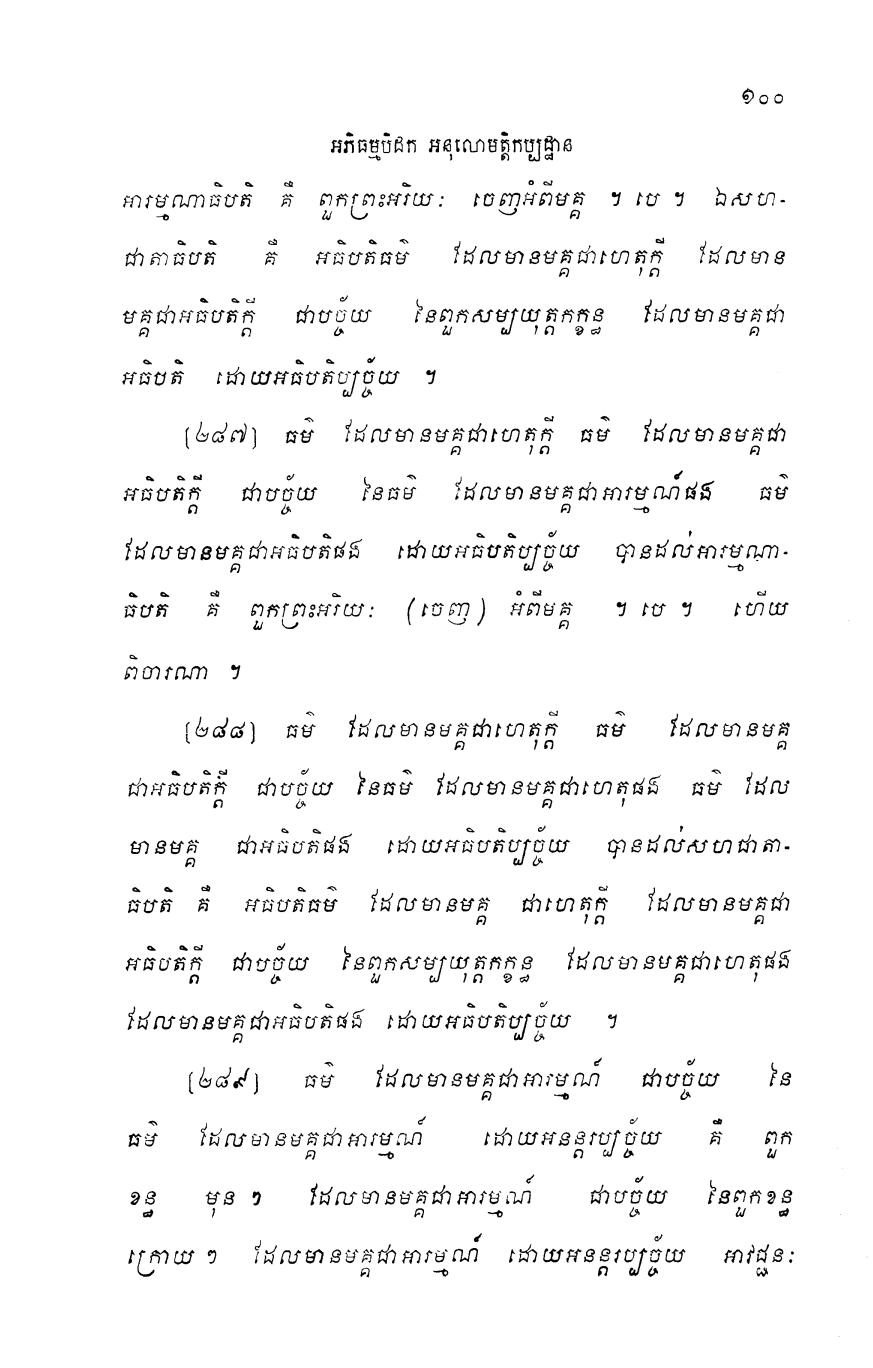 ១០០
អភិធម្មបិដក អនុលោមត្តិកប្បដ្ឋាន
អារម្មណាធិបតិ គឺ ពួកព្រះអរិយៈ ចេញអំពីមគ្គ ។ បេ ។ ឯសហ-
ជាតាធិបតិ គឺ អធិបតិធម៌ ដែលមានមគ្គជាហេតុក្តី ដែលមាន
មគ្គជាអធិបតិក្តី ជាបច្ច័យ នៃពួកសម្បយុត្តកក្ខន្ធ ដែលមានមគ្គជា
អធិបតិ ដោយអធិបតិប្បច្ច័យ ។
[២៨៧] ធម៌ ដែលមានមគ្គជាហេតុក្តី ធម៌ ដែលមានមគ្គជា
អធិបតិក្តី ជាបច្ច័យ នៃធម៌ ដែលមានមគ្គជាអារម្មណ៍ផង ធម៌
ដែលមានមគ្គជាអធិបតិផង ដោយអធិបតិប្បច្ច័យ បានដល់អារម្មណា-
ធិបតិ គឺ ពួកព្រះអរិយៈ (ចេញ) អំពីមគ្គ ។ បេ ។ ហើយ
ពិចារណា ។
[២៨៨] ធម៌ ដែលមានមគ្គជាហេតុក្តី ធម៌ ដែលមានមគ្គ
ជាអធិបតិក្តី ជាបច្ច័យ នៃធម៌ ដែលមានមគ្គជាហេតុផង ធម៌ ដែល
មានមគ្គ ជាអធិបតិផង ដោយអធិបតិប្បច្ច័យ បានដល់សហជាតា-
ធិបតិ គឺ អធិបតិធម៌ ដែលមានមគ្គ ជាហេតុក្តី ដែលមានមគ្គជា
អធិបតិក្តី ជាបច្ច័យ នៃពួកសម្បយុត្តកក្ខន្ធ ដែលមានមគ្គជាហេតុផង
ដែលមានមគ្គជាអធិបតិផង ដោយអធិបតិប្បច្ច័យ ។
[២៨៩] ធម៌ ដែលមានមគ្គជាអារម្មណ៍ ជាបច្ច័យ នៃ
ធម៌ ដែលមានមគ្គជាអារម្មណ៍ ដោយអនន្តរប្បច្ច័យ គឺ ពួក
ខន្ធ មុន ៗ ដែលមានមគ្គជាអារម្មណ៍ ជាបច្ច័យ នៃពួកខន្ធ
ក្រោយ ៗ ដែលមានមគ្គជាអារម្មណ៍ ដោយអនន្តរប្បច្ច័យ អាវជ្ជនៈ